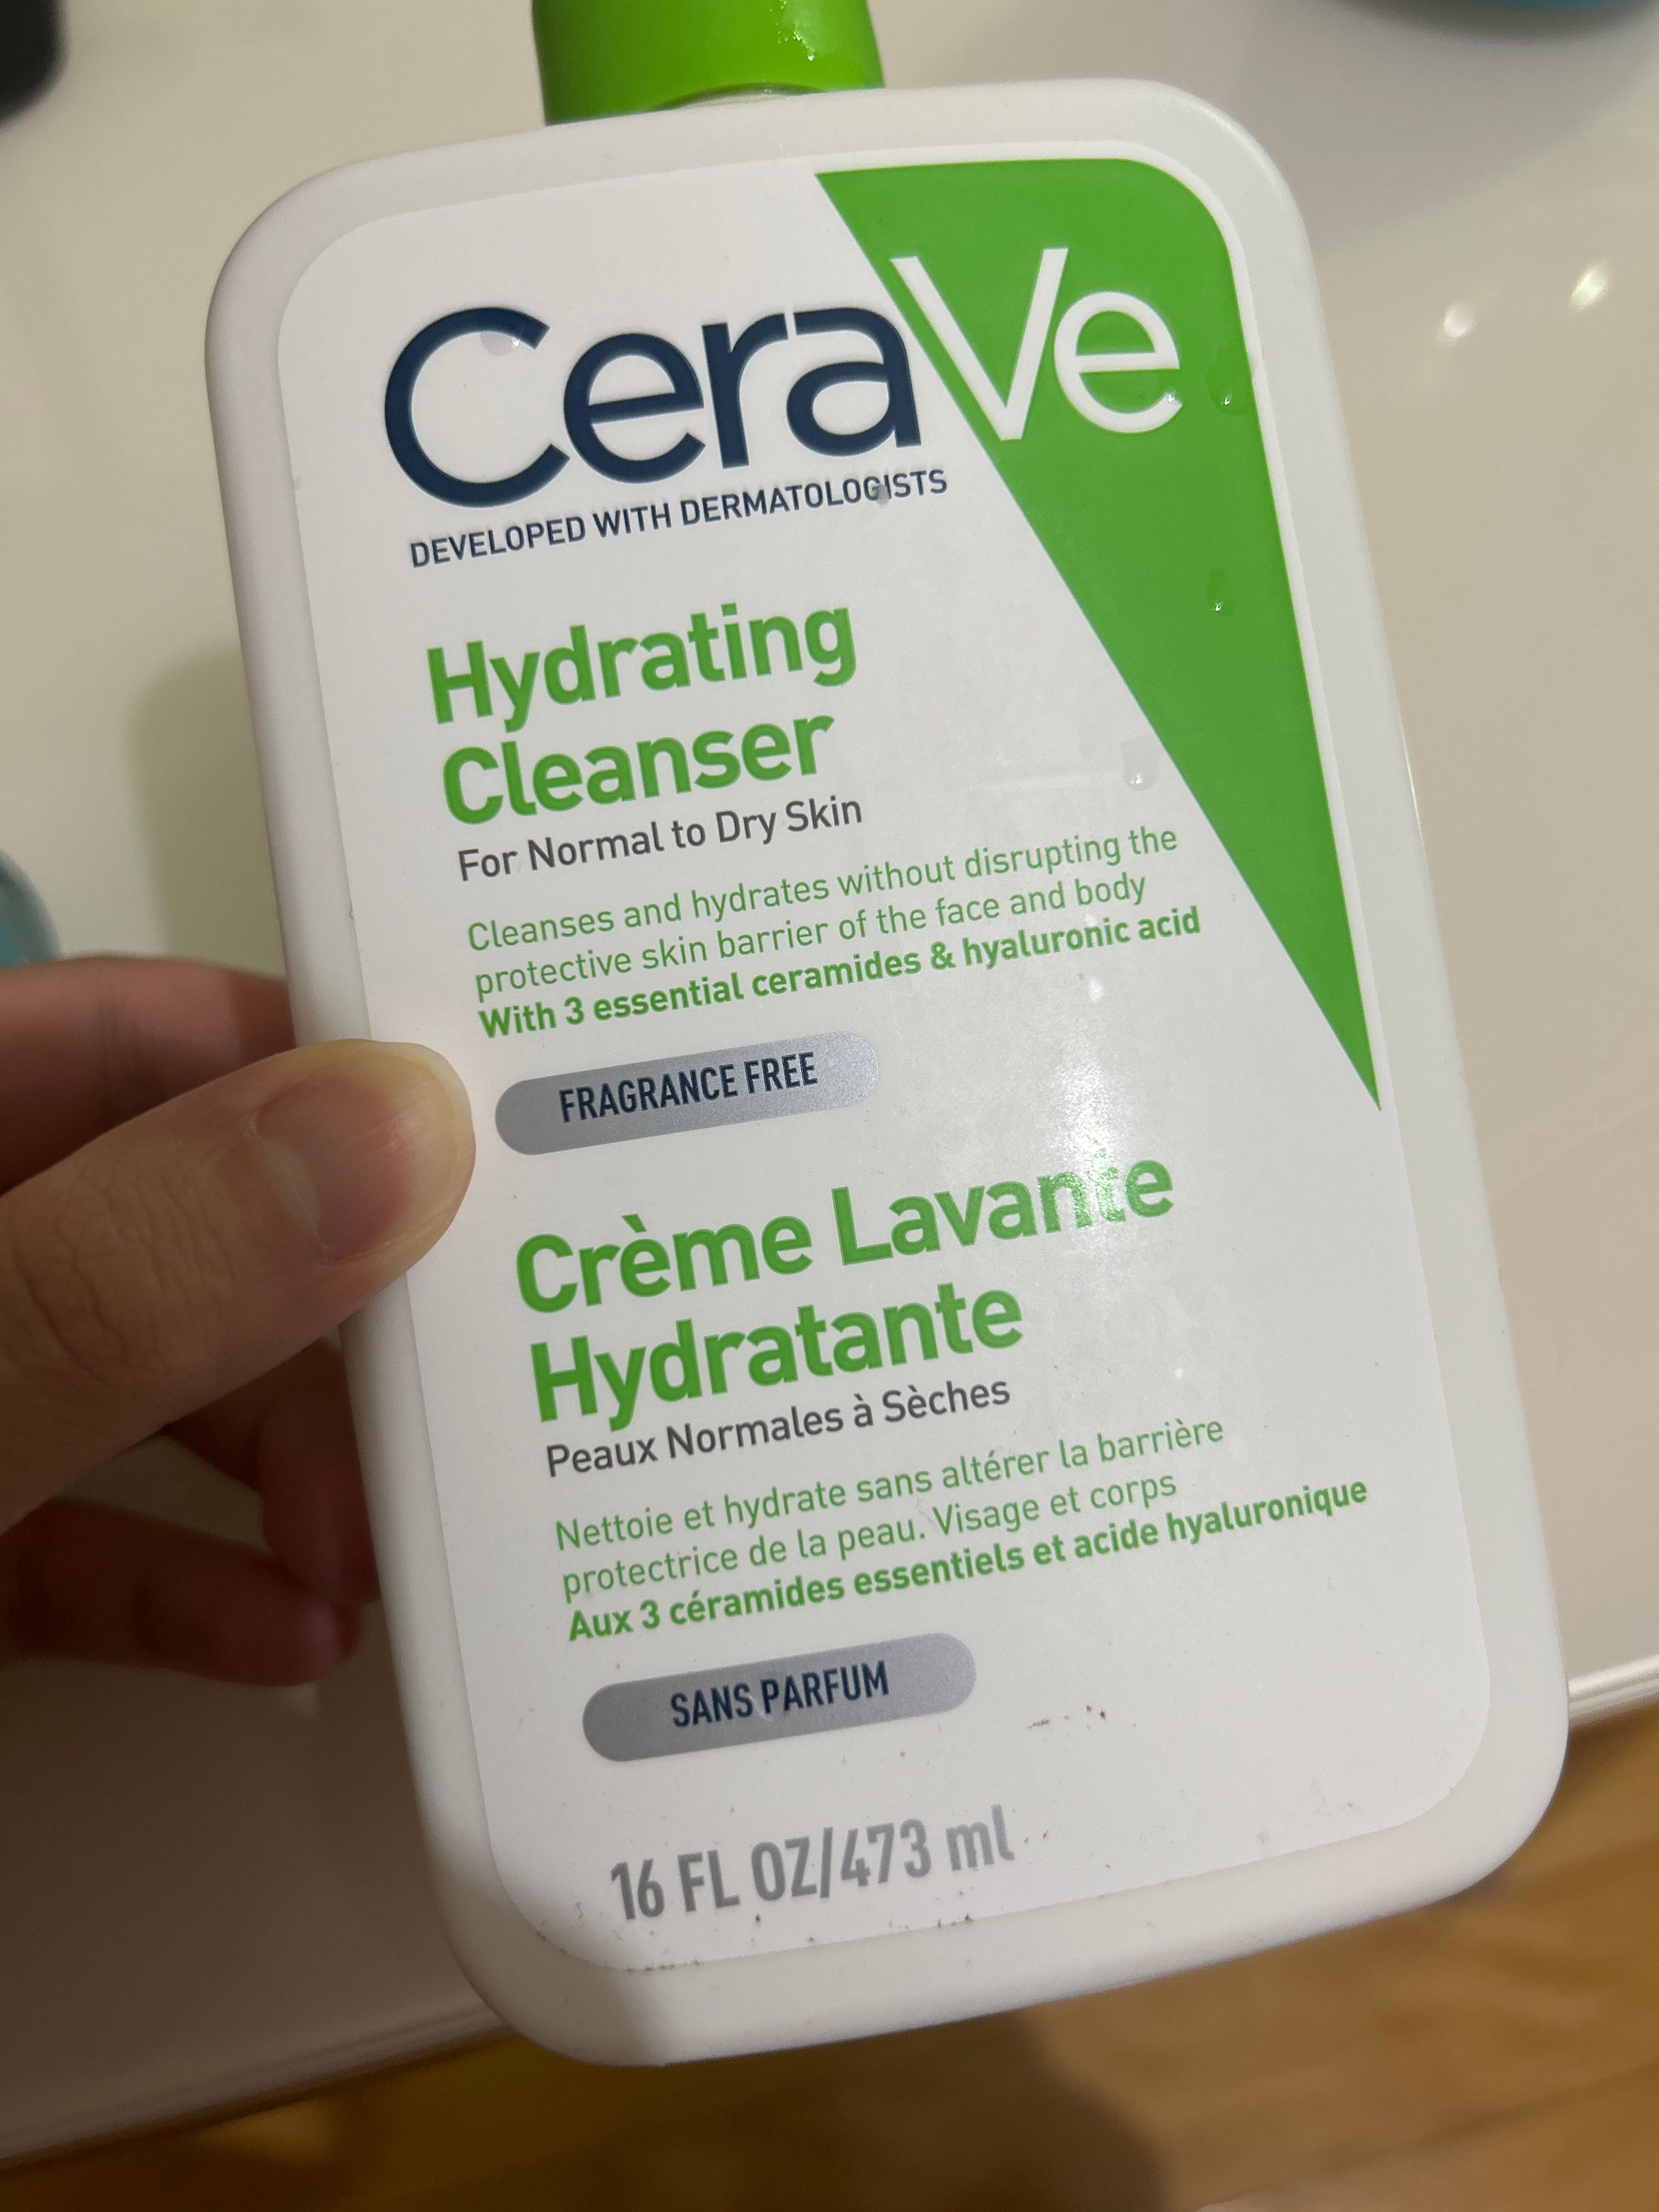 CeraVe
DEVELOPED WITH DERMATOLOGISTS
Hydrating
Cleanser
For Normal to Dry Skin
Cleanses and hydrates without disrupting the
protective skin barrier of the face and body
With 3 essential ceramides & hyaluronic acid
FRAGRANCE FREE
Crème Lavante
Hydratante
Peaux Normales à Sèches
Nettoie et hydrate sans altérer la barrière
protectrice de la peau. Visage et corps
Aux 3 céramides essentiels et acide hyaluronique
SANS PARFUM
16 FL OZ/473 ml